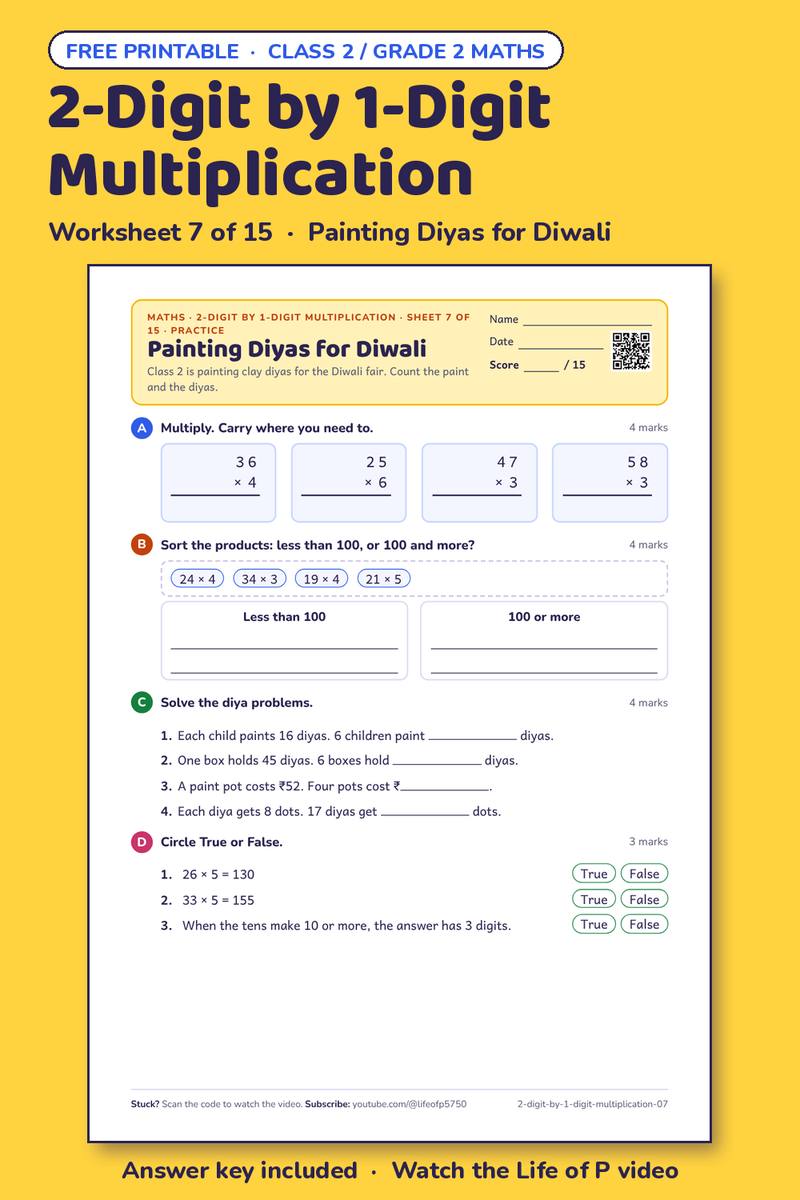 FREE PRINTABLE · CLASS 2 / GRADE 2 MATHS
2-Digit by 1-Digit
Multiplication
Worksheet 7 of 15 · Painting Diyas for Diwali
MATHS · 2-DIGIT BY 1-DIGIT MULTIPLICATION · SHEET 7 OF
15 · PRACTICE
Painting Diyas for Diwali
Class 2 is painting clay diyas for the Diwali fair. Count the paint
and the diyas.
Name
Date
Score ______ / 15
A Multiply. Carry where you need to. 4 marks
36 25 47 58
× 4 × 6 × 3 × 3
B Sort the products: less than 100, or 100 and more? 4 marks
24 × 4 34 × 3 19 × 4 21 × 5
Less than 100 100 or more
C Solve the diya problems. 4 marks
1. Each child paints 16 diyas. 6 children paint ______ diyas.
2. One box holds 45 diyas. 6 boxes hold ______ diyas.
3. A paint pot costs ₹52. Four pots cost ₹______.
4. Each diya gets 8 dots. 17 diyas get ______ dots.
D Circle True or False. 3 marks
1. 26 × 5 = 130 True False
2. 33 × 5 = 155 True False
3. When the tens make 10 or more, the answer has 3 digits. True False
Stuck? Scan the code to watch the video. Subscribe: youtube.com/@lifeofp5750 2-digit-by-1-digit-multiplication-07
Answer key included · Watch the Life of P video